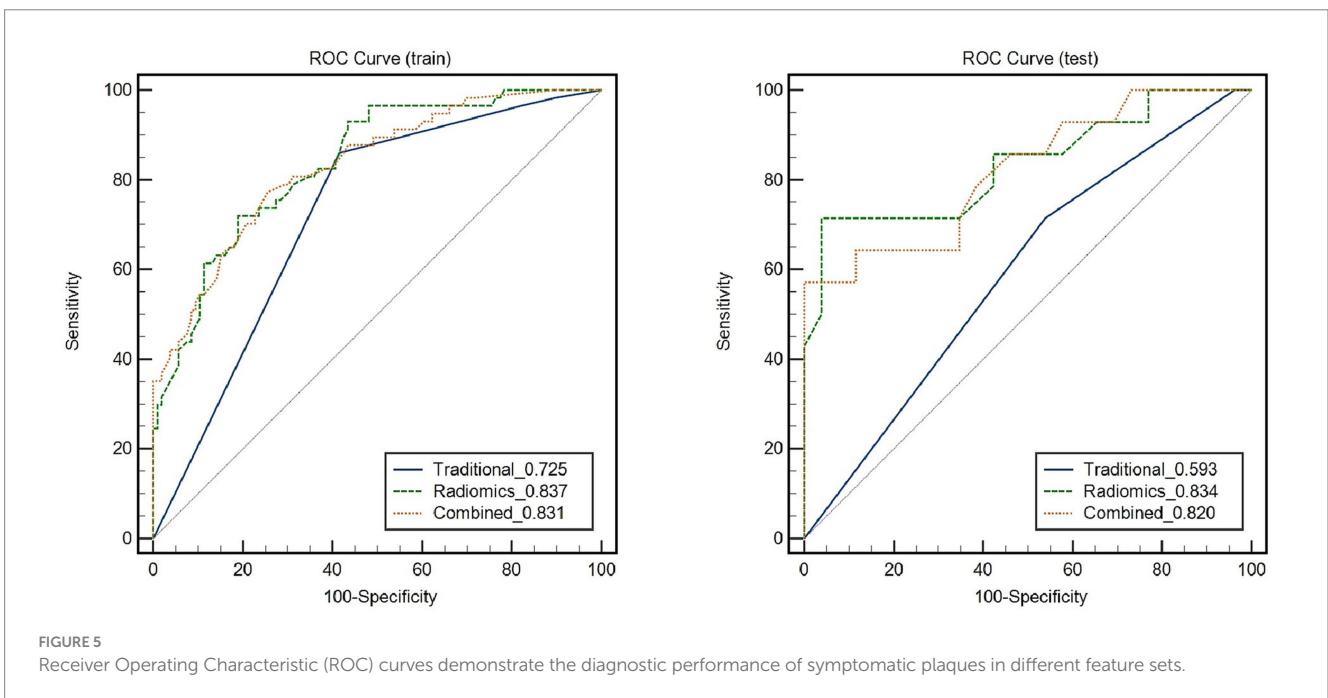 ROC Curve (train)
100
80
60
40
20
0
Sensitivity
0 20 40 60 80 100
100-Specificity
Traditional_0.725
Radiomics_0.837
Combined_0.831
ROC Curve (test)
100
80
60
40
20
0
Sensitivity
0 20 40 60 80 100
100-Specificity
Traditional_0.593
Radiomics_0.834
Combined_0.820
FIGURE 5
Receiver Operating Characteristic (ROC) curves demonstrate the diagnostic performance of symptomatic plaques in different feature sets.